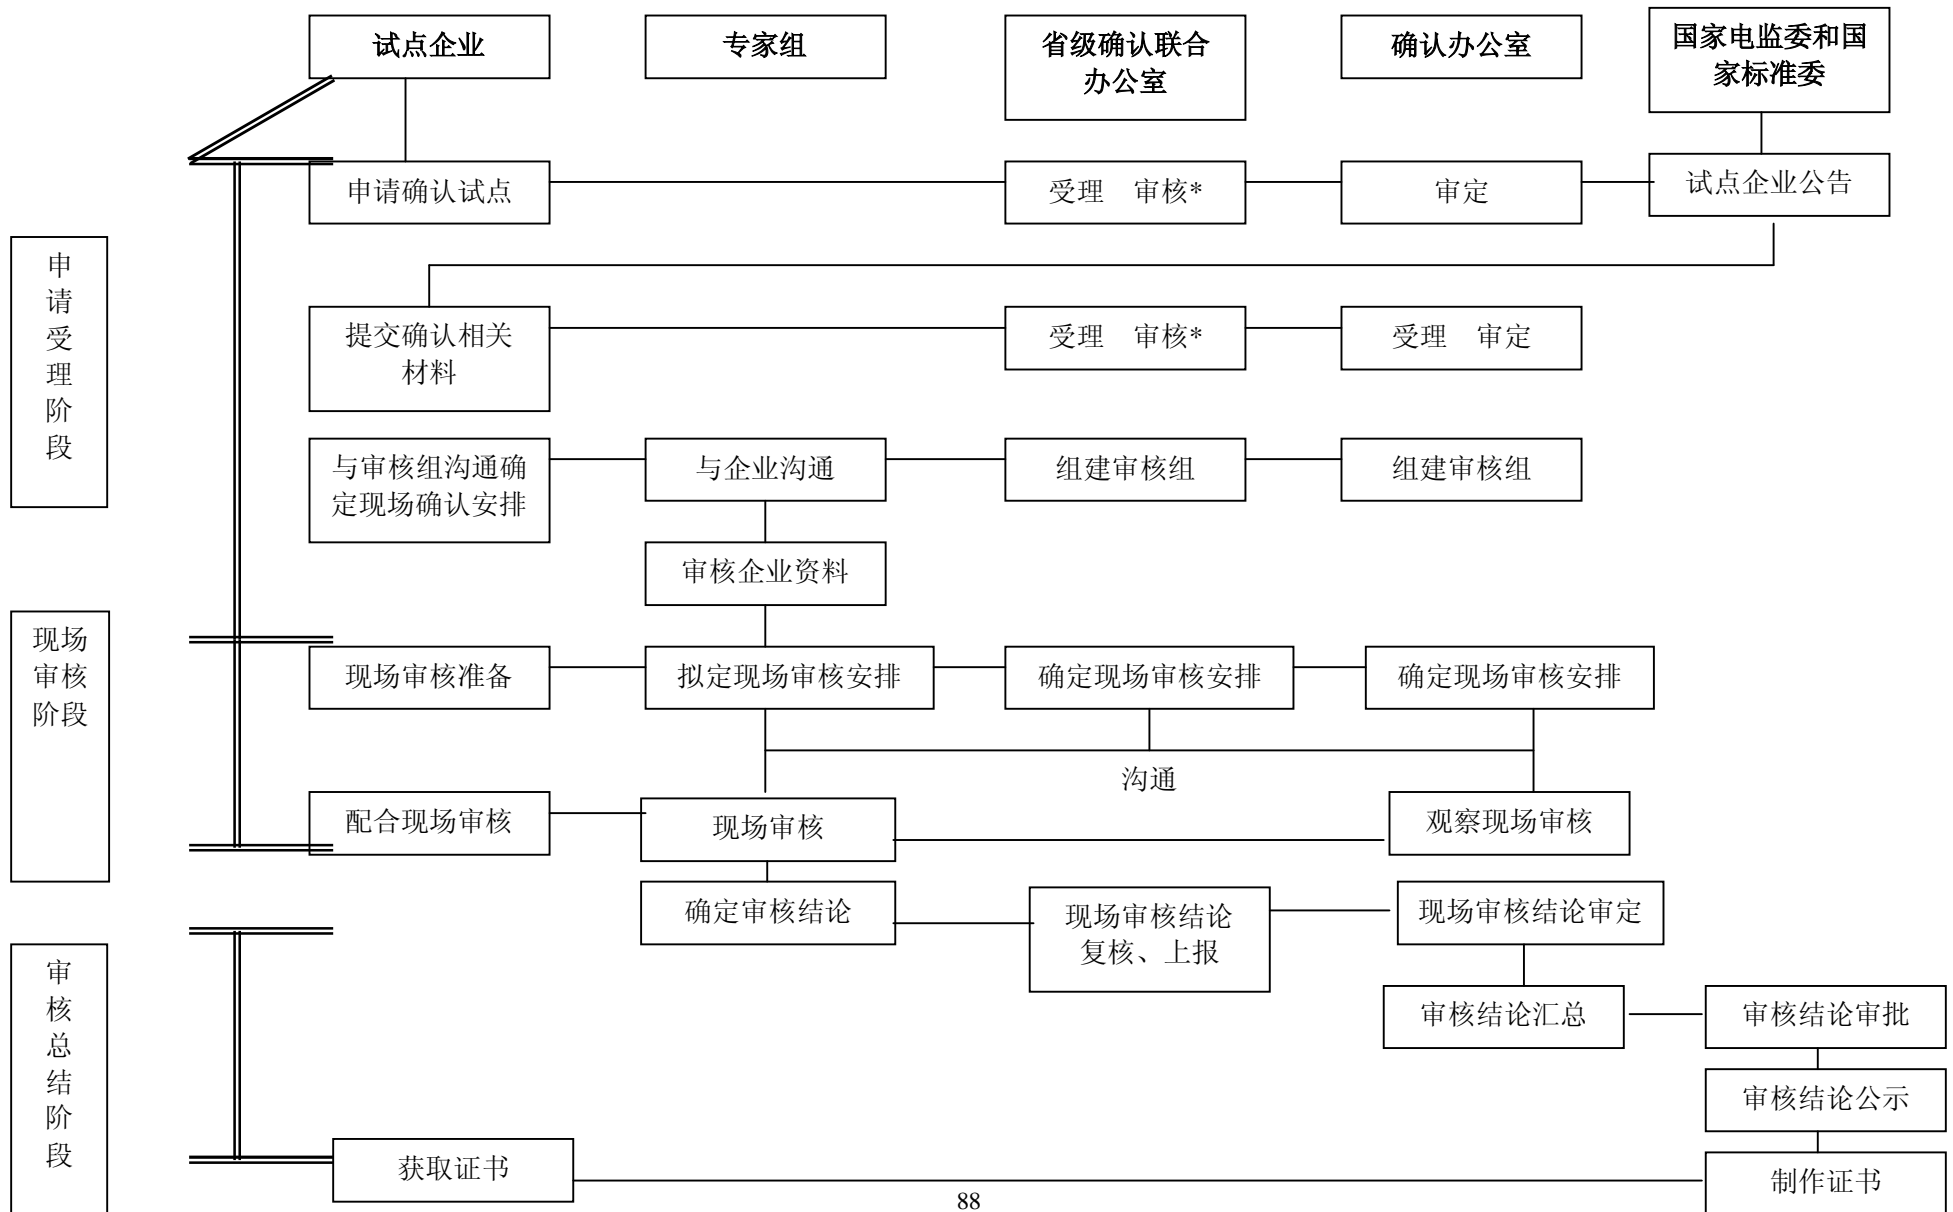 试点企业
专家组
省级确认联合
办公室
确认办公室
国家电监委和国
家标准委
申请确认试点
受理　审核*
审定
试点企业公告
申
请
受
理
阶
段
提交确认相关
材料
受理　审核*
受理　审定
与审核组沟通确
定现场确认安排
与企业沟通
组建审核组
组建审核组
审核企业资料
现场
审核
阶段
现场审核准备
拟定现场审核安排
确定现场审核安排
确定现场审核安排
沟通
配合现场审核
现场审核
观察现场审核
确定审核结论
现场审核结论
复核、上报
现场审核结论审定
审
核
总
结
阶
段
审核结论汇总
审核结论审批
审核结论公示
获取证书
制作证书
88